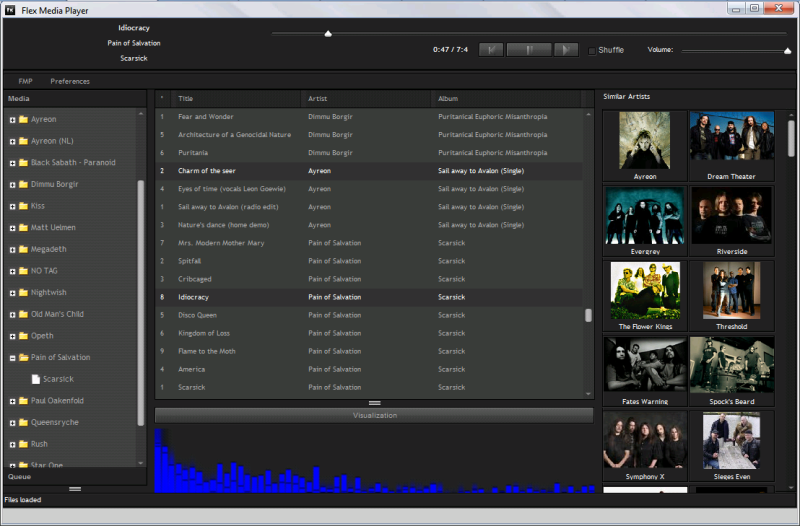 FX Flex Media Player
Idiocracy
Pain of Salvation
Scarsick
0:47 / 7:4
Shuffle
Volume:
FMP Preferences
Media
Ayreon
Ayreon (NL)
Black Sabath - Paranoid
Dimmu Borgir
Kiss
Matt Uelmen
Megadeth
NO TAG
Nightwish
Old Man's Child
Opeth
Pain of Salvation
Scarsick
Paul Oakenfold
Queensryche
Rush
Star One
Queue
Files loaded
* Title Artist Album
1 Fear and Wonder Dimmu Borgir Puritanical Euphoric Misanthropia
5 Architecture of a Genocidal Nature Dimmu Borgir Puritanical Euphoric Misanthropia
6 Puritania Dimmu Borgir Puritanical Euphoric Misanthropia
2 Charm of the seer Ayreon Sail away to Avalon (Single)
4 Eyes of time (vocals Leon Goewie) Ayreon Sail away to Avalon (Single)
1 Sail away to Avalon (radio edit) Ayreon Sail away to Avalon (Single)
3 Nature's dance (home demo) Ayreon Sail away to Avalon (Single)
7 Mrs. Modern Mother Mary Pain of Salvation Scarsick
2 Spitfall Pain of Salvation Scarsick
3 Cribcaged Pain of Salvation Scarsick
8 Idiocracy Pain of Salvation Scarsick
5 Disco Queen Pain of Salvation Scarsick
6 Kingdom of Loss Pain of Salvation Scarsick
9 Flame to the Moth Pain of Salvation Scarsick
4 America Pain of Salvation Scarsick
1 Scarsick Pain of Salvation Scarsick
Visualization
Similar Artists
Ayreon Dream Theater
Evergrey Riverside
The Flower Kings Threshold
Fates Warning Spock's Beard
Symphony X Sieges Even